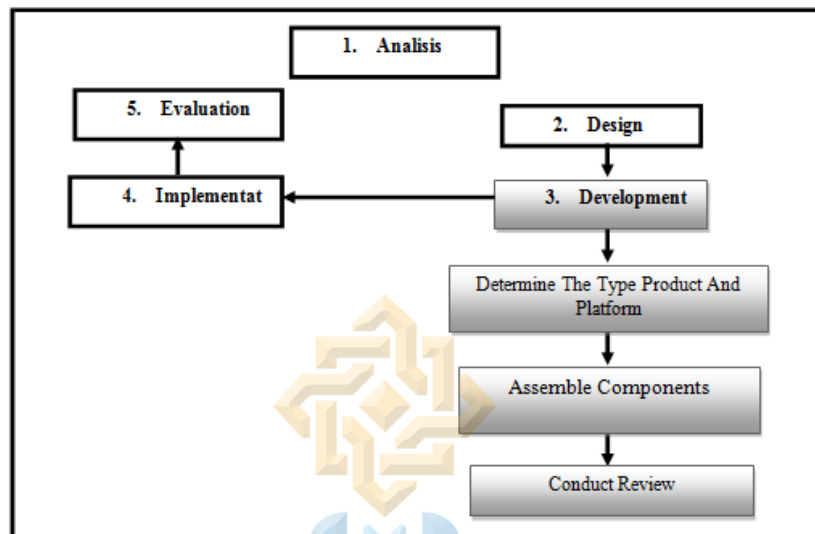 1. Analisis
5. Evaluation
2. Design
4. Implementat
3. Development
Determine The Type Product And
Platform
Assemble Components
Conduct Review